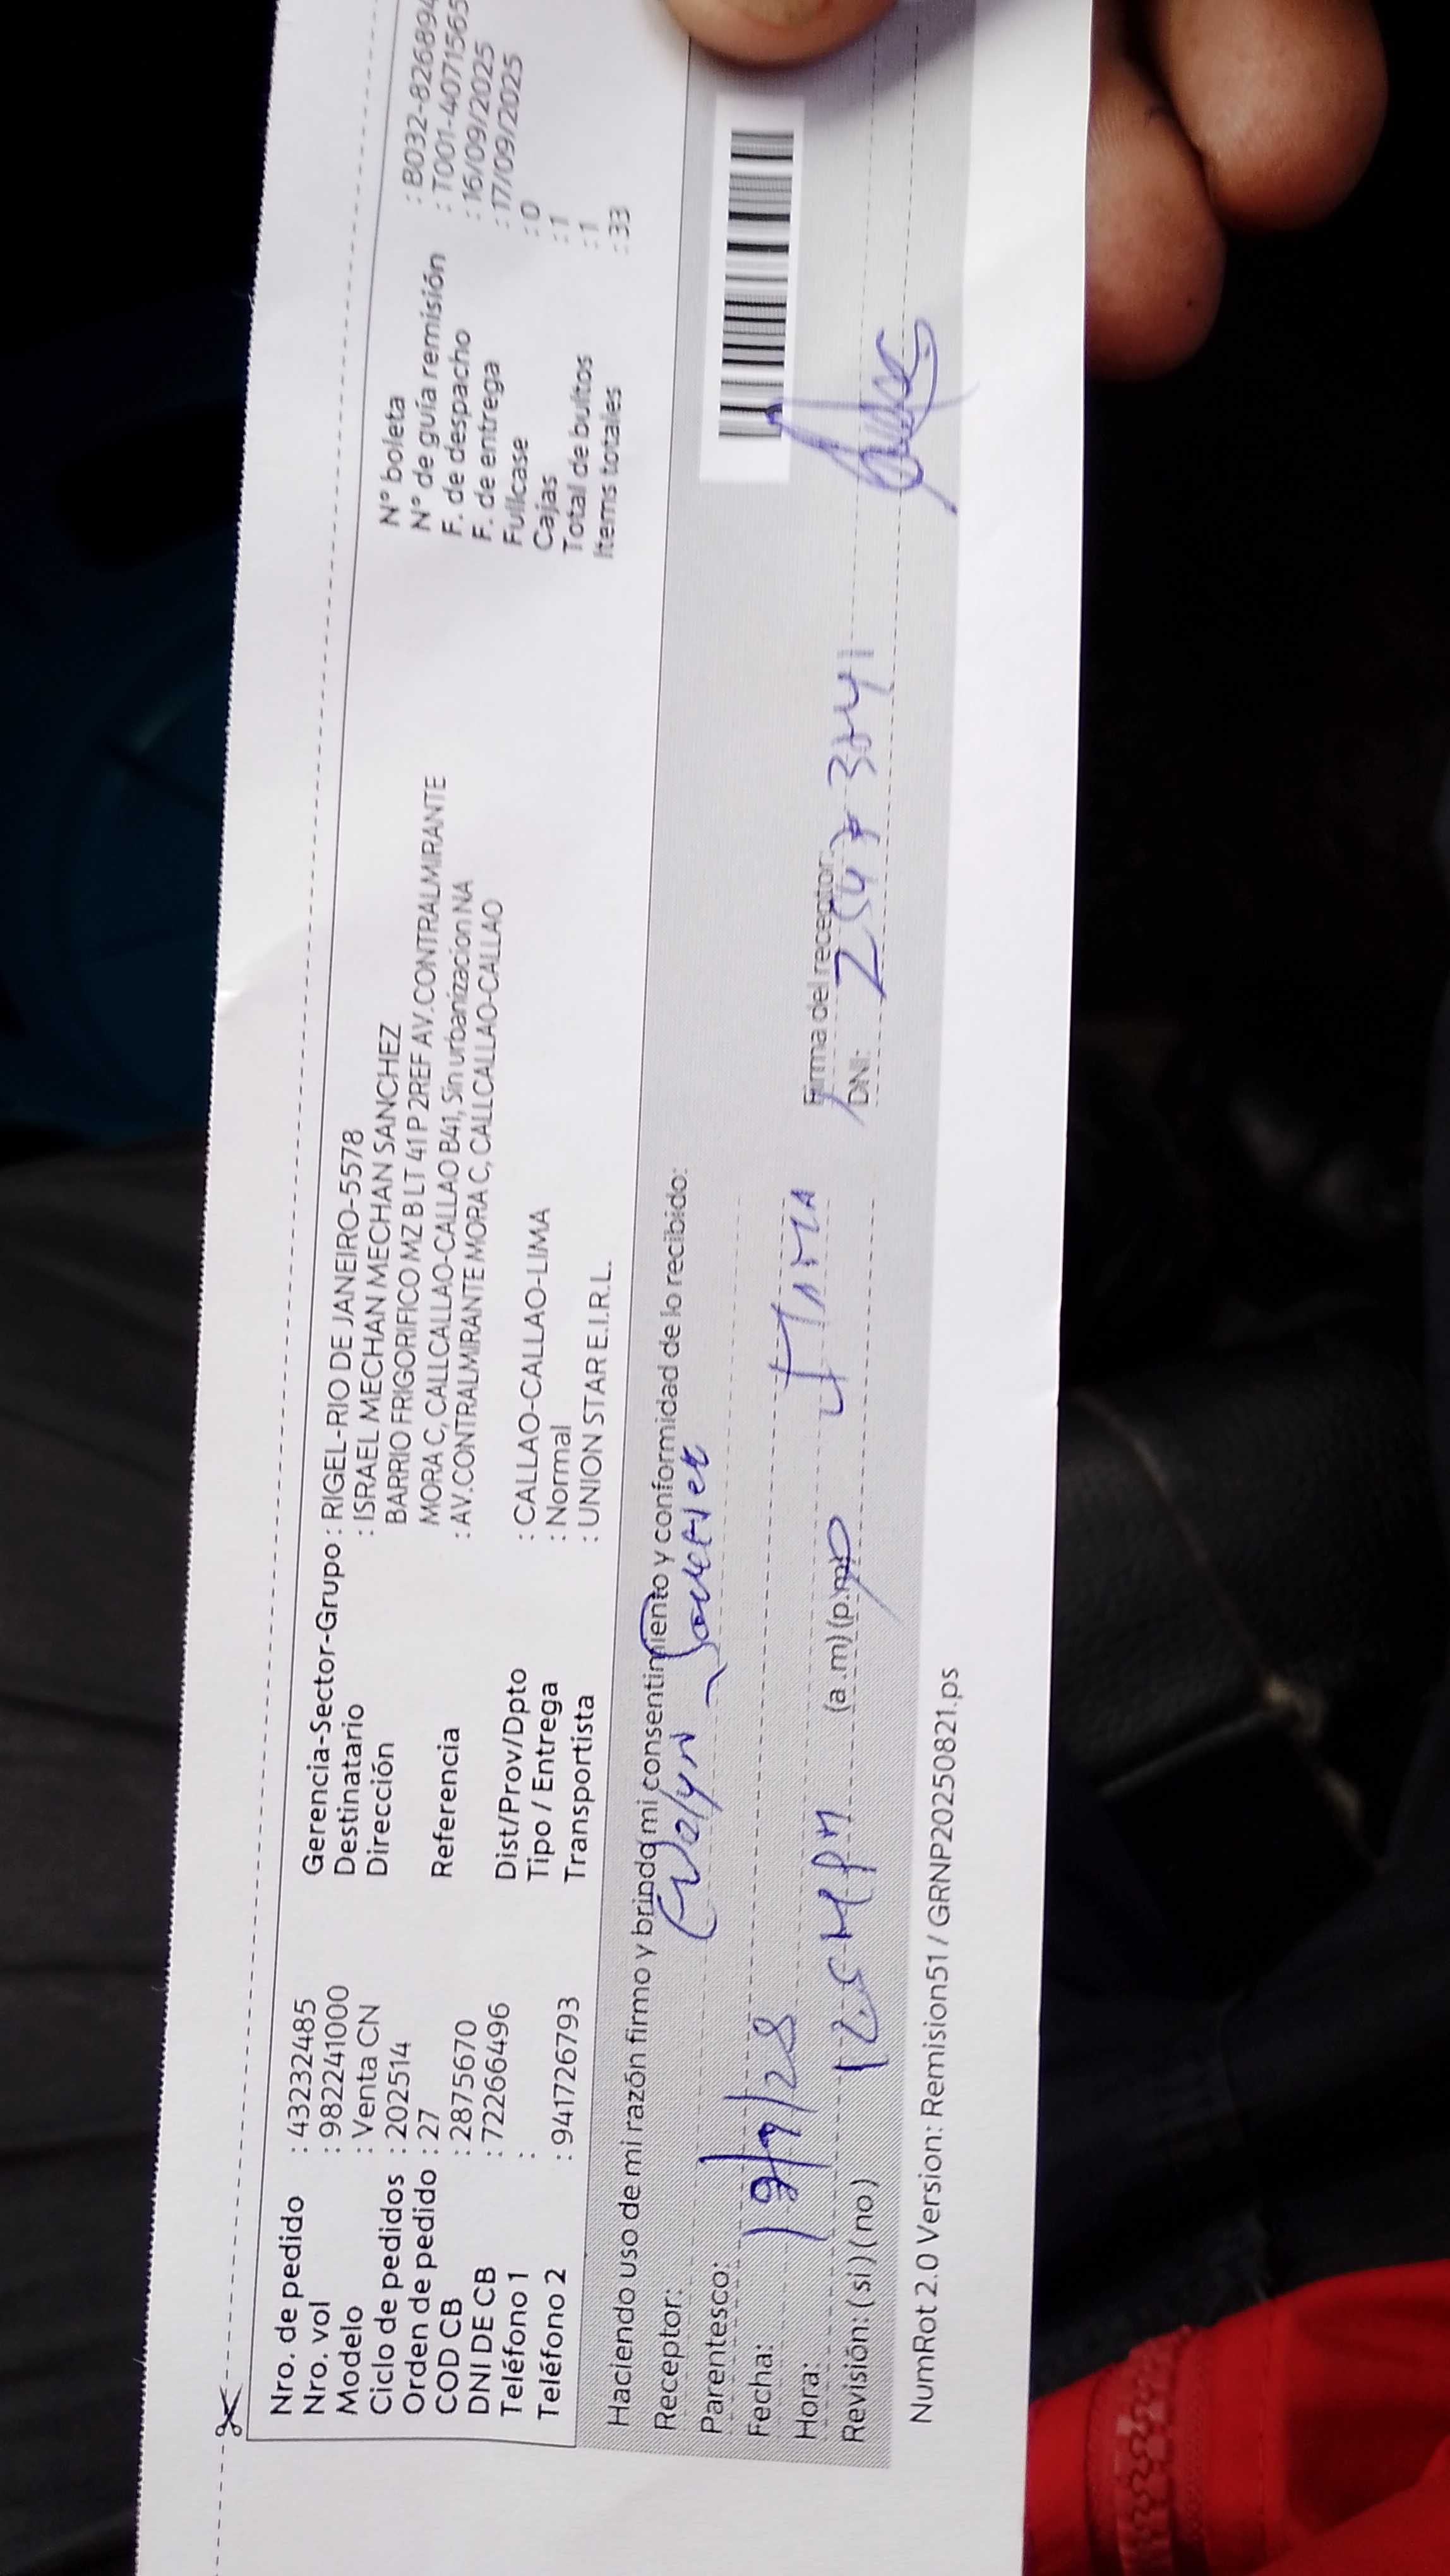 Nro. de pedido : 43232485
Nro. vol : 982241000
Modelo : Venta CN
Ciclo de pedidos : 202514
Orden de pedido : 27
COD CB : 2875670
DNI DE CB : 72266496
Teléfono 1 :
Teléfono 2 : 941726793
Gerencia-Sector-Grupo : RIGEL-RIO DE JANEIRO-5578
Destinatario : ISRAEL MECHAN MECHAN SANCHEZ
Dirección BARRIO FRIGORIFICO MZ B LT 41 P 2REF AV.CONTRALMIRANTE
MORA C, CALLCALLAO-CALLAO B41, Sin urbanizacion NA
Referencia : AV.CONTRALMIRANTE MORA C, CALLCALLAO-CALLAO
Dist/Prov/Dpto : CALLAO-CALLAO-LIMA
Tipo / Entrega : Normal
Transportista : UNION STAR E.I.R.L.
N° boleta : B032-826894
N° de guía remisión : T001-4071565
F. de despacho : 16/09/2025
F. de entrega : 17/09/2025
Fullcase : 0
Cajas : 1
Total de bultos : 1
Items totales : 33
Haciendo uso de mi razón firmo y brindo mi consentimiento y conformidad de lo recibido:
Receptor: Evalyn
Parentesco:
Fecha:
Hora: (a.m) (p.m)
Revisión: (si) (no)
Firma del receptor:
DNI:
NumRot 2.0 Version: Remision51 / GRNP20250821.ps